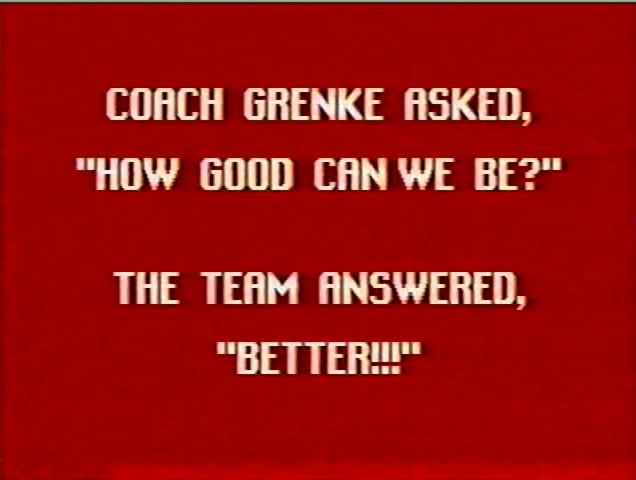 COACH GRENKE ASKED,
"HOW GOOD CAN WE BE?"
THE TEAM ANSWERED,
"BETTER!!!"